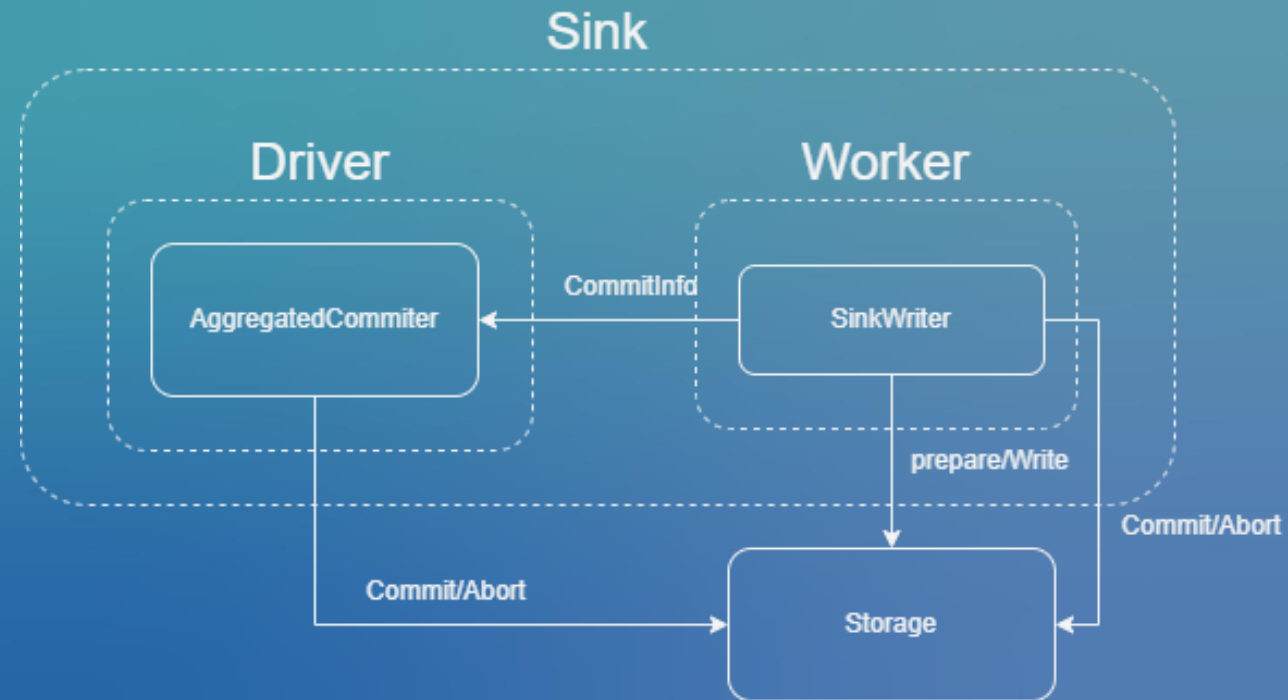 Sink
Driver
Worker
CommitInfo
AggregatedCommiter
SinkWriter
prepare/Write
Commit/Abort
Commit/Abort
Storage